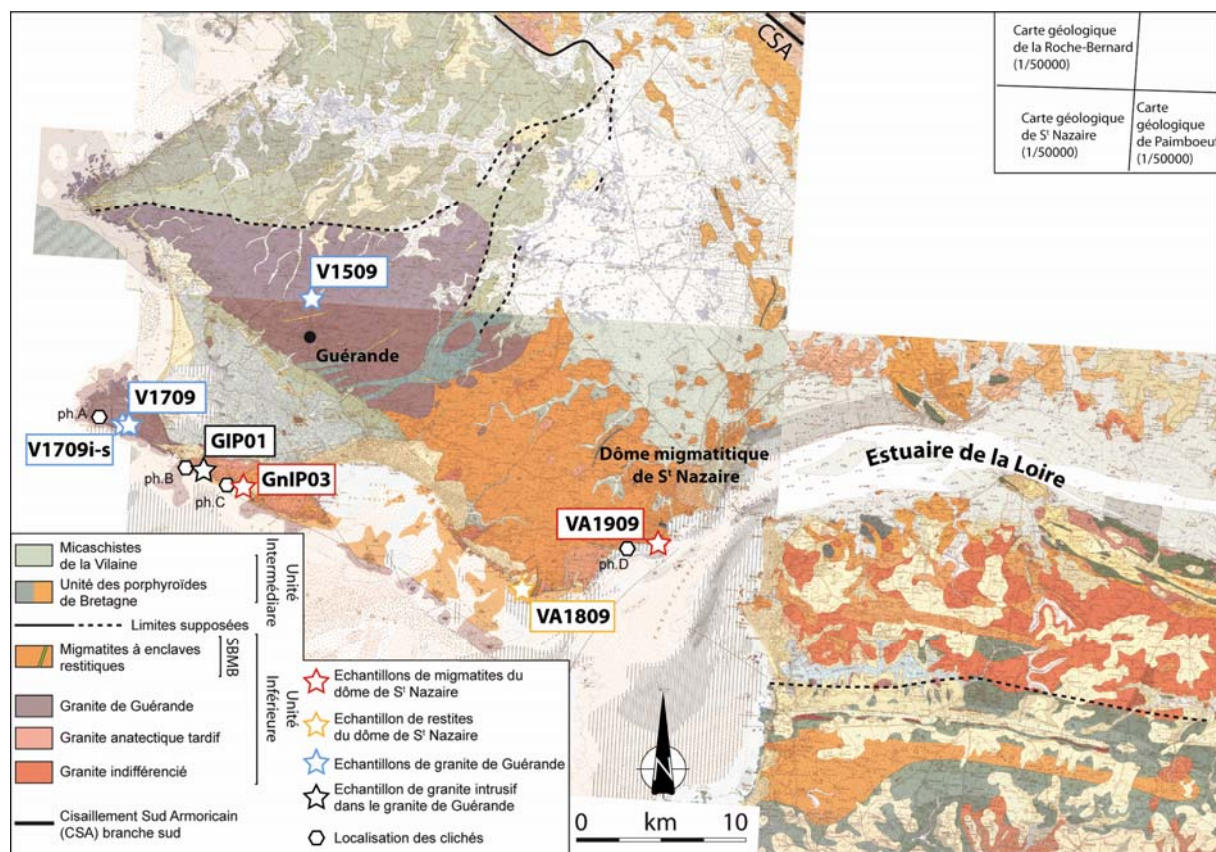 CSA
Carte géologique
de la Roche-Bernard
(1/50000)
Carte géologique
de Sᵗ Nazaire
(1/50000)
Carte
géologique
de Paimboeuf
(1/50000)
V1509
Guérande
ph.A
V1709
V1709i-s
GIP01
ph.B
GnIP03
ph.C
Dôme migmatitique
de Sᵗ Nazaire
Estuaire de la Loire
VA1909
ph.D
VA1809
Micaschistes
de la Vilaine
Unité des porphyroïdes
de Bretagne
Unité
Intermédiare
Limites supposées
Migmatites à enclaves
restitiques
SBMB
Granite de Guérande
Granite anatectique tardif
Granite indifférencié
Unité
Inférieure
Cisaillement Sud Armoricain
(CSA) branche sud
Echantillons de migmatites du
dôme de Sᵗ Nazaire
Echantillon de restites
du dôme de Sᵗ Nazaire
Echantillons de granite de Guérande
Echantillon de granite intrusif
dans le granite de Guérande
Localisation des clichés
N
0 km 10